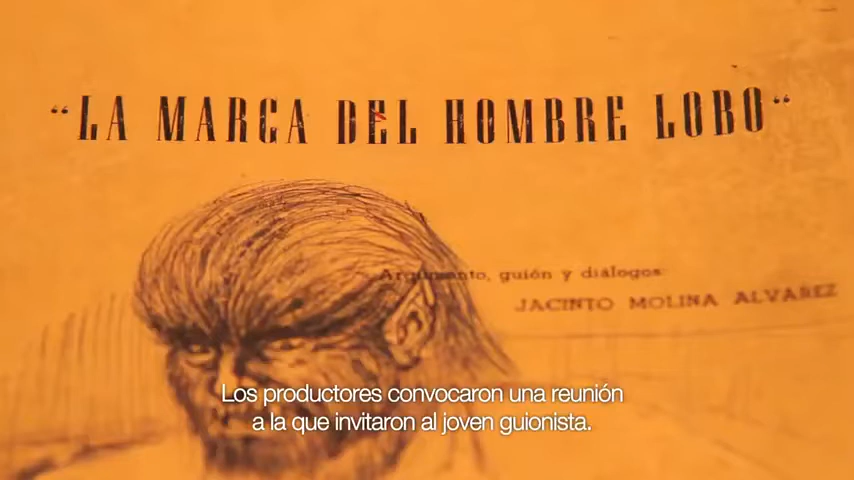 “LA MARCA DEL HOMBRE LOBO“
Argumento, guión y diálogos
JACINTO MOLINA ALVAREZ
Los productores convocaron una reunión
a la que invitaron al joven guionista.